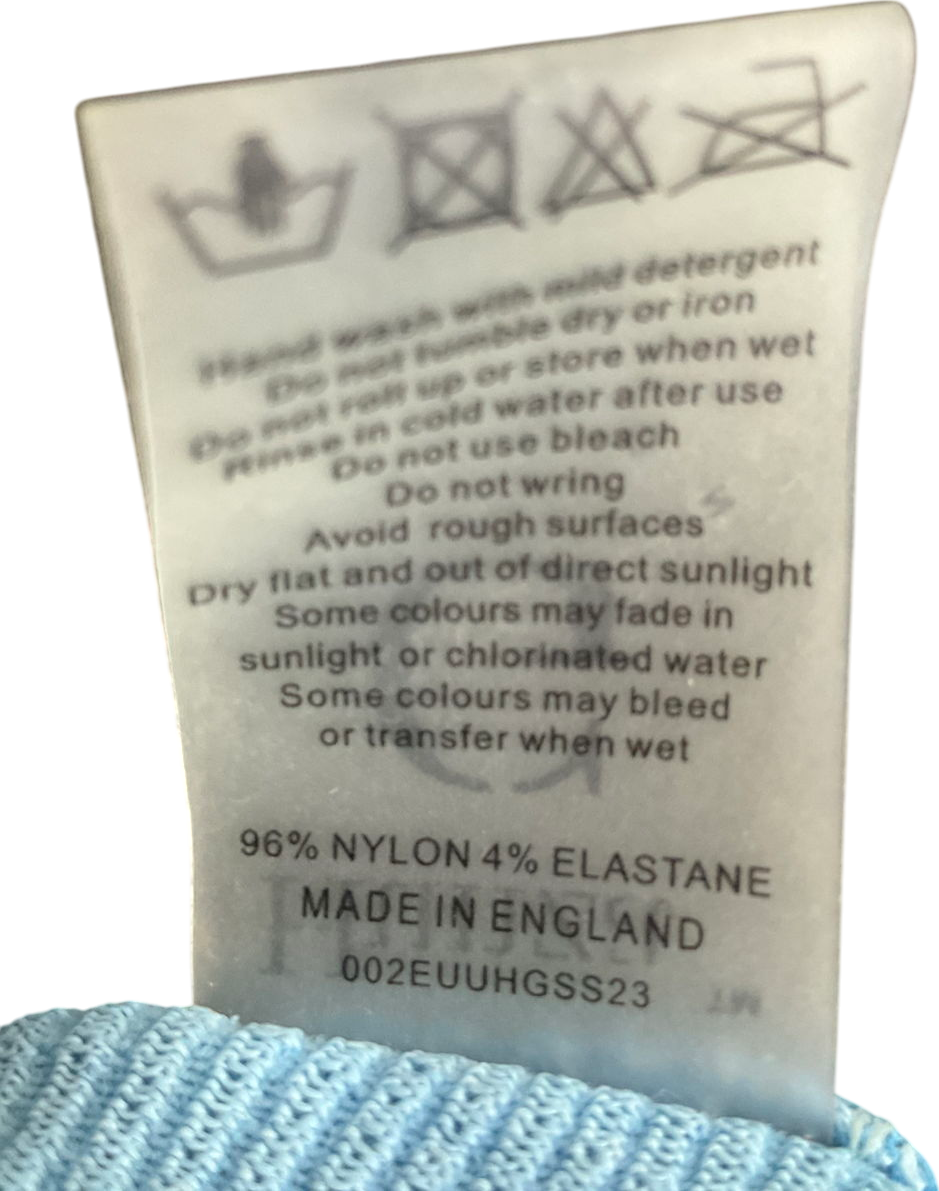 Hand wash with mild detergent
Do not tumble dry or iron
Do not roll up or store when wet
Rinse in cold water after use
Do not use bleach
Do not wring
Avoid rough surfaces
Dry flat and out of direct sunlight
Some colours may fade in
sunlight or chlorinated water
Some colours may bleed
or transfer when wet
96% NYLON 4% ELASTANE
MADE IN ENGLAND
002EUUHGSS23